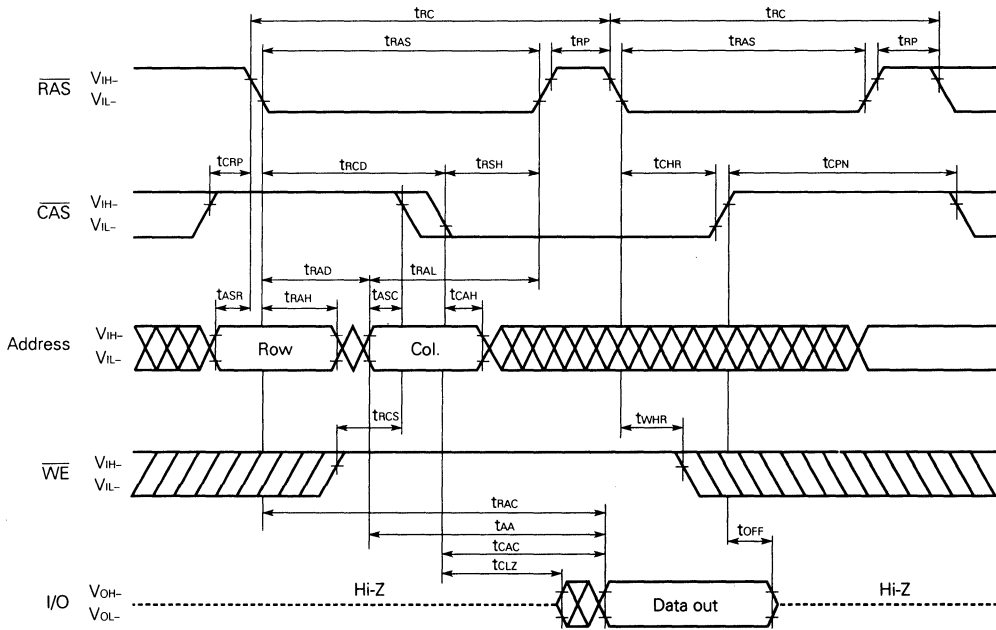 tRC tRC
tRAS tRP tRAS tRP
RAS VIH– VIL–
tCRP tRCD tRSH tCHR tCPN
CAS VIH– VIL–
tRAD tRAL
tASR tRAH tASC tCAH
Address VIH– VIL– Row Col.
tRCS tWHR
WE VIH– VIL–
tRAC
tAA tOFF
tCAC
tCLZ
I/O VOH– VOL– Hi-Z Data out Hi-Z